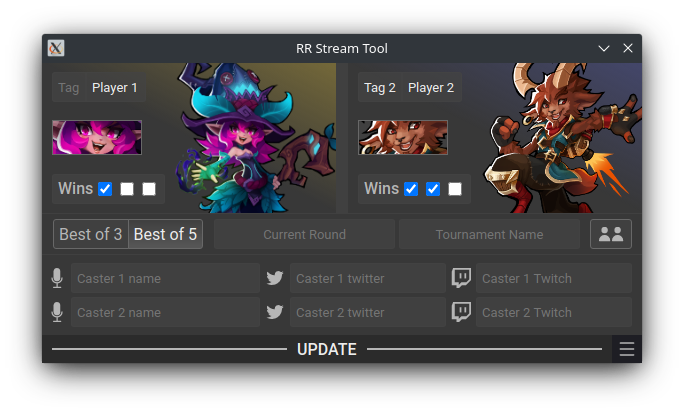 RR Stream Tool
Tag Player 1
Tag 2 Player 2
Wins
Wins
Best of 3 Best of 5 Current Round Tournament Name
Caster 1 name Caster 1 twitter Caster 1 Twitch
Caster 2 name Caster 2 twitter Caster 2 Twitch
UPDATE